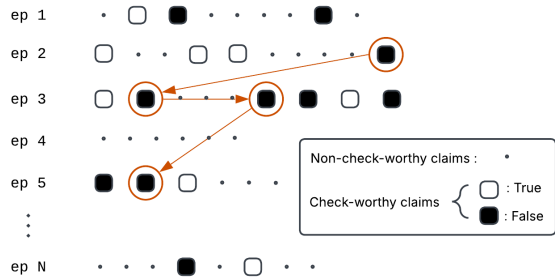 ep 1
ep 2
ep 3
ep 4
ep 5
ep N
Non-check-worthy claims :
Check-worthy claims
: True
: False